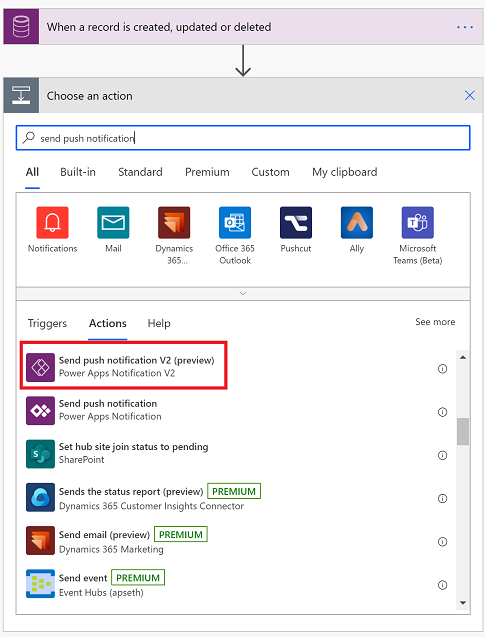 When a record is created, updated or deleted
Choose an action
send push notification
All Built-in Standard Premium Custom My clipboard
Notifications Mail Dynamics 365... Office 365 Outlook Pushcut Ally Microsoft Teams (Beta)
Triggers Actions Help See more
Send push notification V2 (preview)
Power Apps Notification V2
Send push notification
Power Apps Notification
Set hub site join status to pending
SharePoint
Sends the status report (preview) PREMIUM
Dynamics 365 Customer Insights Connector
Send email (preview) PREMIUM
Dynamics 365 Marketing
Send event PREMIUM
Event Hubs (apseth)